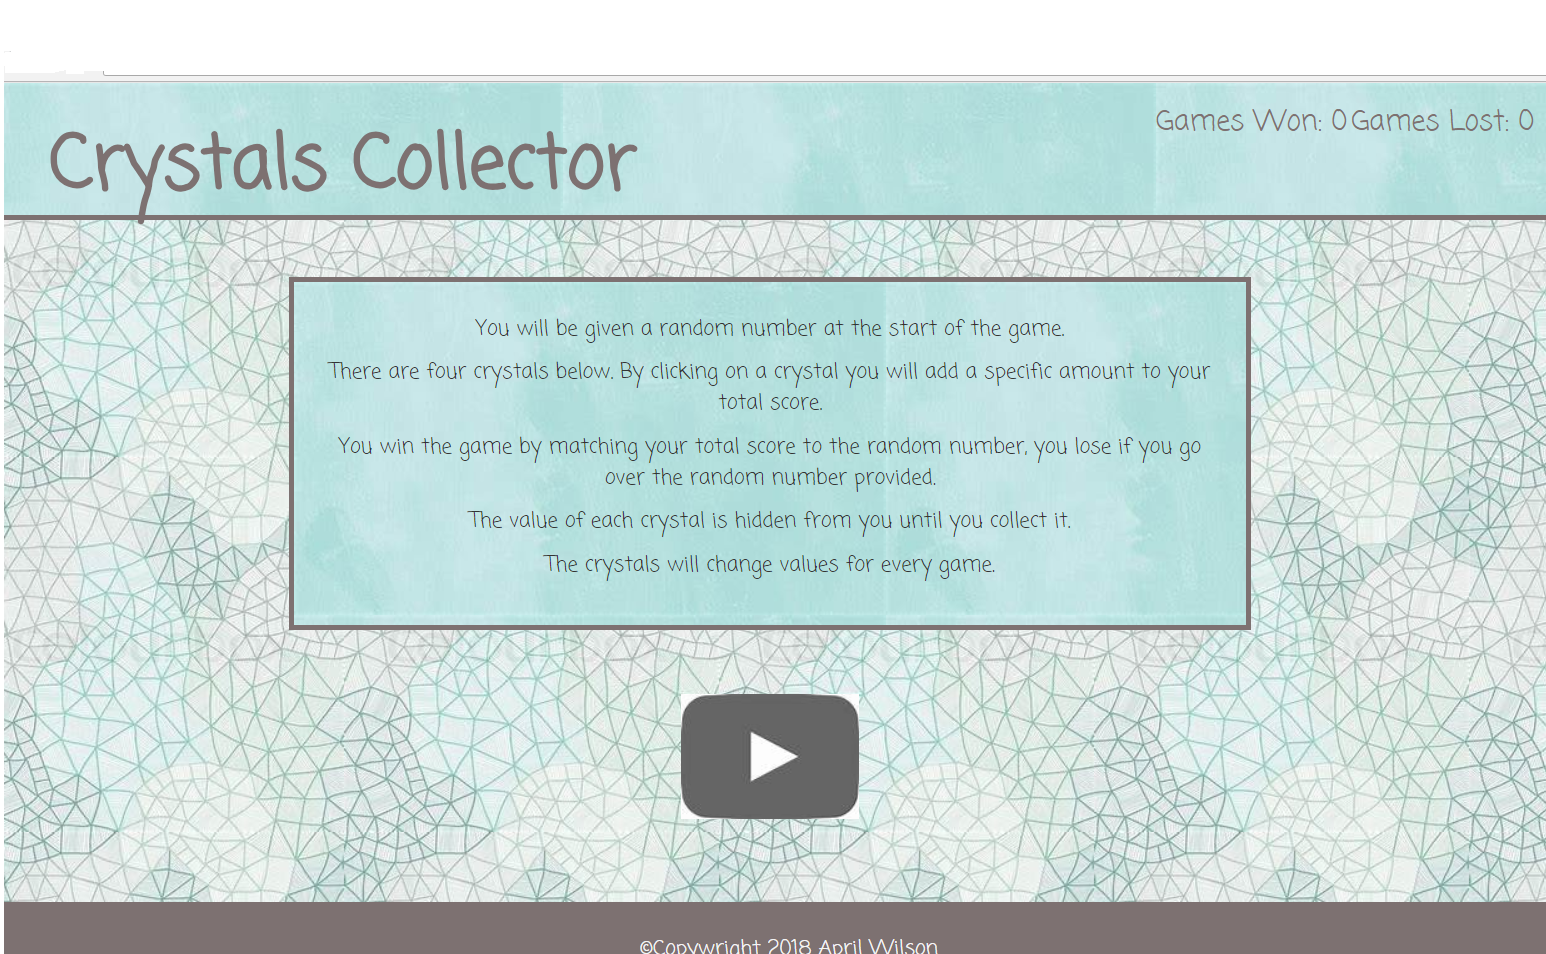 Crystals Collector
Games Won: 0 Games Lost: 0
You will be given a random number at the start of the game.
There are four crystals below. By clicking on a crystal you will add a specific amount to your
total score.
You win the game by matching your total score to the random number, you lose if you go
over the random number provided.
The value of each crystal is hidden from you until you collect it.
The crystals will change values for every game.
©Copywright 2018 April Wilson